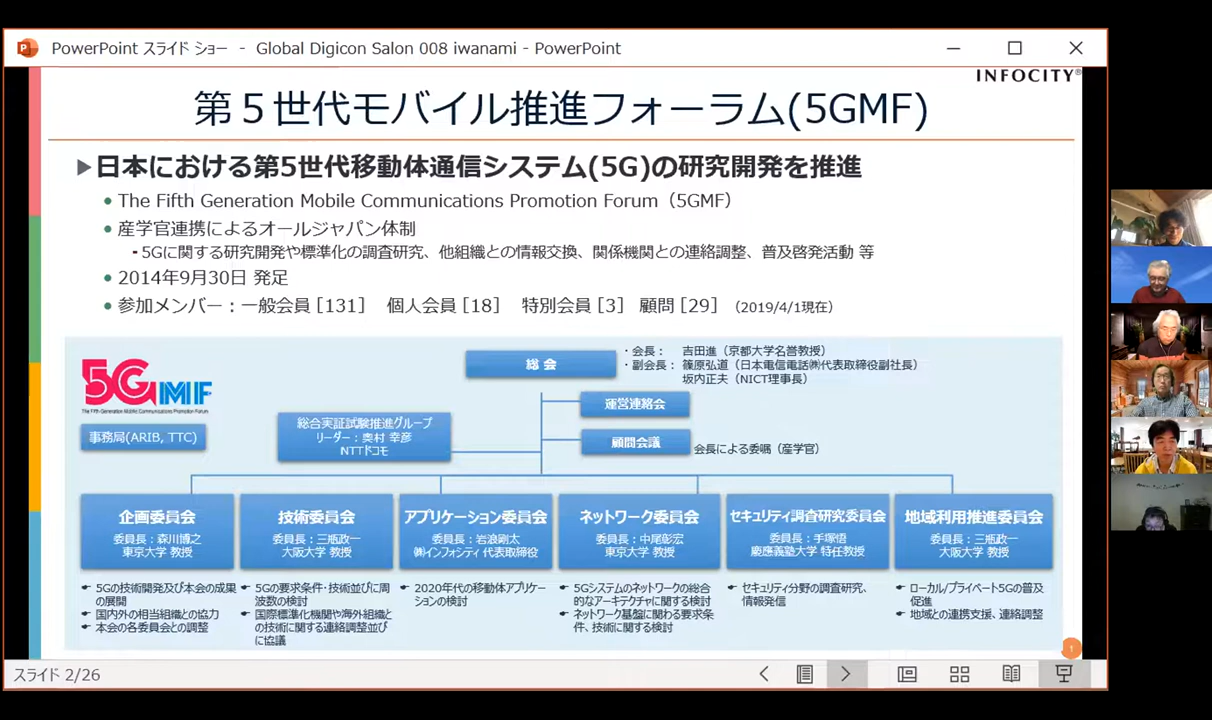 PowerPoint スライド ショー - Global Digicon Salon 008 iwanami - PowerPoint
INFOCITY®
第５世代モバイル推進フォーラム(5GMF)
▶日本における第5世代移動体通信システム(5G)の研究開発を推進
• The Fifth Generation Mobile Communications Promotion Forum（5GMF）
• 産学官連携によるオールジャパン体制
- 5Gに関する研究開発や標準化の調査研究、他組織との情報交換、関係機関との連絡調整、普及啓発活動 等
• 2014年9月30日 発足
• 参加メンバー：一般会員［131］ 個人会員［18］ 特別会員［3］ 顧問［29］（2019/4/1現在）
総 会
・会長： 吉田進（京都大学名誉教授）
・副会長： 篠原弘道（日本電信電話㈱代表取締役副社長）
坂内正夫（NICT理事長）
5GMF
The Fifth Generation Mobile Communications Promotion Forum
事務局(ARIB, TTC)
総合実証試験推進グループ
リーダー：奥村 幸彦
NTTドコモ
運営連絡会
顧問会議
会長による委嘱（産学官）
企画委員会
委員長：森川博之
東京大学 教授
技術委員会
委員長：三瓶政一
大阪大学 教授
アプリケーション委員会
委員長：岩浪剛太
㈱インフォシティ 代表取締役
ネットワーク委員会
委員長：中尾彰宏
東京大学 教授
セキュリティ調査研究委員会
委員長：手塚悟
慶應義塾大学 特任教授
地域利用推進委員会
委員長：三瓶政一
大阪大学 教授
5Gの技術開発及び本会の成果
の展開
国内外の相当組織との協力
本会の各委員会との調整
5Gの要求条件・技術並びに周
波数の検討
国際標準化機関や海外組織と
の技術に関する連絡調整並び
に協議
2020年代の移動体アプリケー
ションの検討
5Gシステムのネットワークの総合
的なアーキテクチャに関する検討
ネットワーク基盤に関わる要求条
件、技術に関する検討
セキュリティ分野の調査研究、
情報発信
ローカル/プライベート5Gの普及
促進
地域との連携支援、連絡調整
1
スライド 2/26